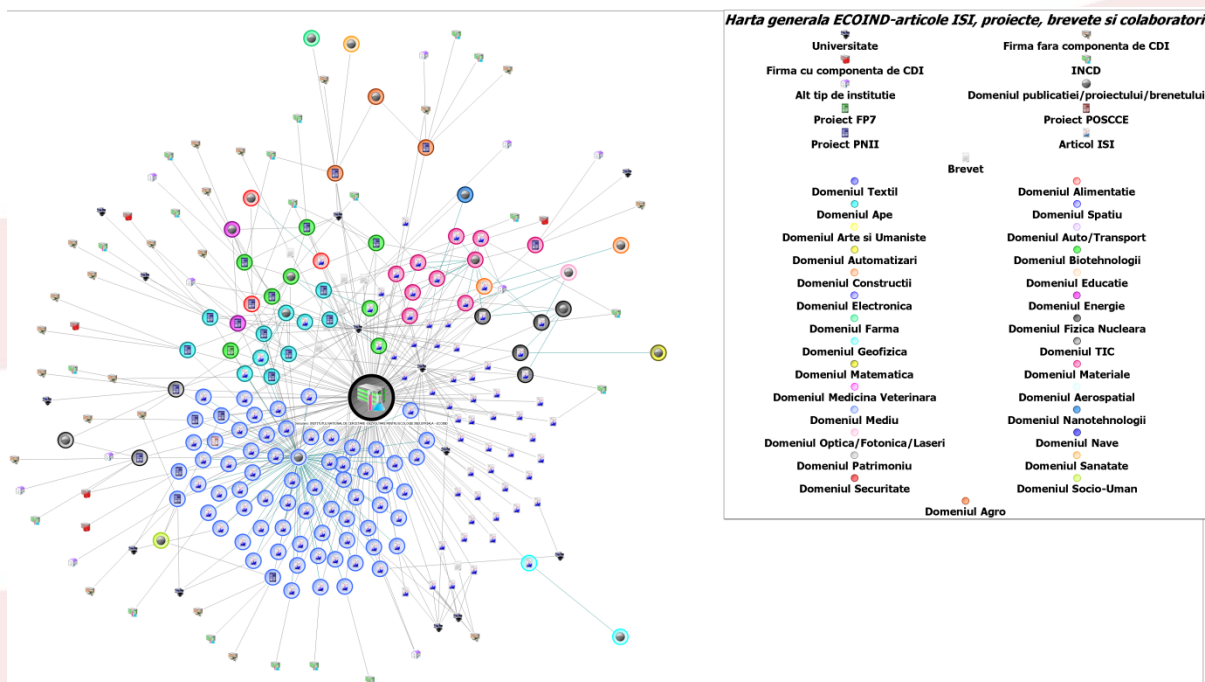 Harta generala ECOIND-articole ISI, proiecte, brevete si colaboratori
Universitate
Firma fara componenta de CDI
Firma cu componenta de CDI
INCD
Alt tip de institutie
Domeniul publicatiei/proiectului/brenetului
Proiect FP7
Proiect POSCCE
Proiect PNII
Articol ISI
Brevet
Domeniul Textil
Domeniul Alimentatie
Domeniul Ape
Domeniul Spatiu
Domeniul Arte si Umaniste
Domeniul Auto/Transport
Domeniul Automatizari
Domeniul Biotehnologii
Domeniul Constructii
Domeniul Educatie
Domeniul Electronica
Domeniul Energie
Domeniul Farma
Domeniul Fizica Nucleara
Domeniul Geofizica
Domeniul TIC
Domeniul Matematica
Domeniul Materiale
Domeniul Medicina Veterinara
Domeniul Aerospatial
Domeniul Mediu
Domeniul Nanotehnologii
Domeniul Optica/Fotonica/Laseri
Domeniul Nave
Domeniul Patrimoniu
Domeniul Sanatate
Domeniul Securitate
Domeniul Socio-Uman
Domeniul Agro